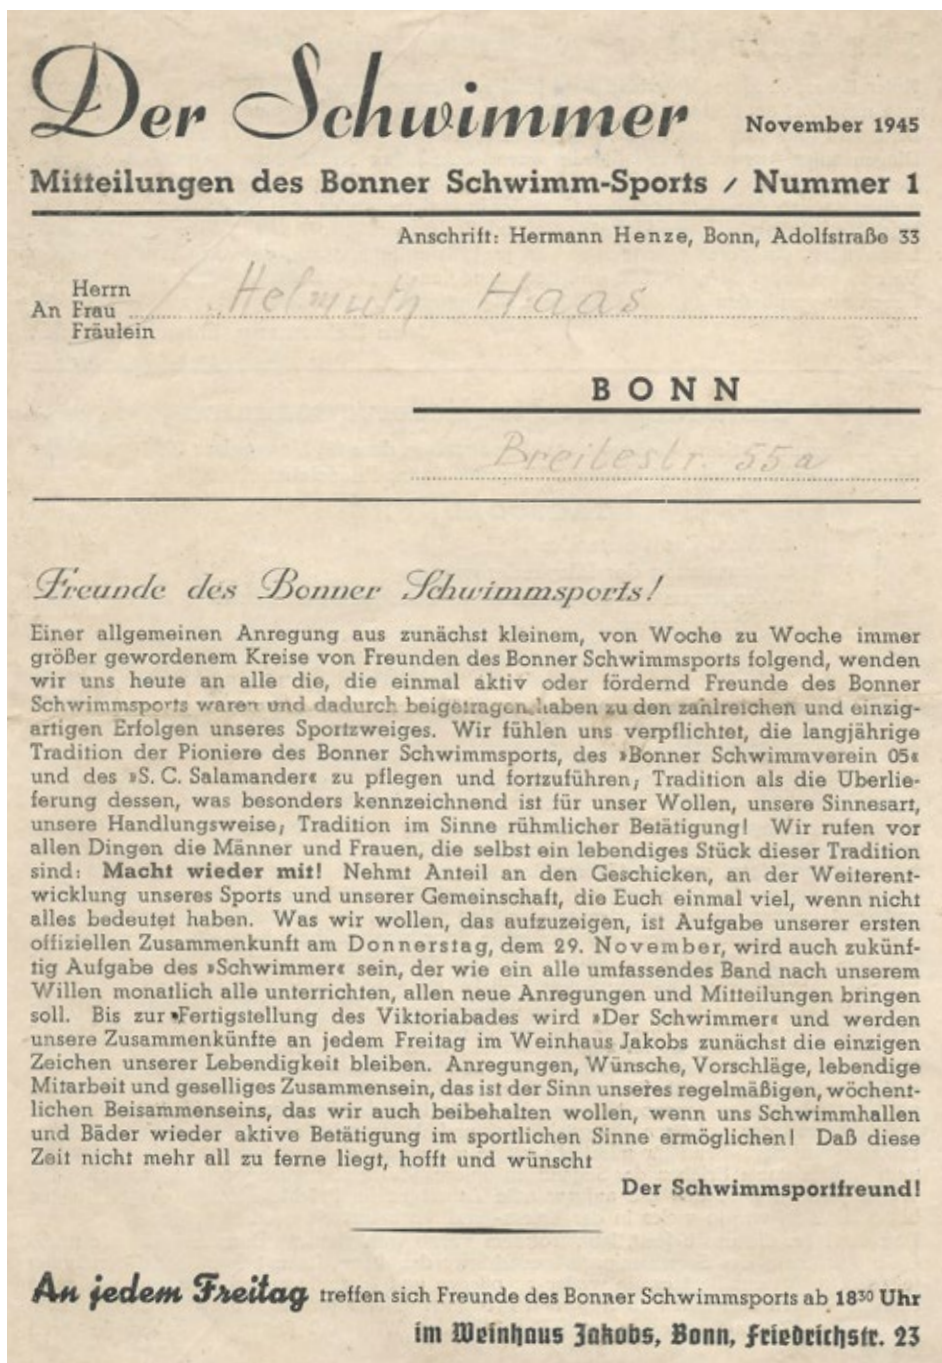 Der Schwimmer November 1945
Mitteilungen des Bonner Schwimm-Sports / Nummer 1
Anschrift: Hermann Henze, Bonn, Adolfstraße 33
Herrn
An Frau Helmuth Haas
Fräulein
BONN
Breitestr. 55a
Freunde des Bonner Schwimmsports!
Einer allgemeinen Anregung aus zunächst kleinem, von Woche zu Woche immer
größer gewordenem Kreise von Freunden des Bonner Schwimmsports folgend, wenden
wir uns heute an alle die, die einmal aktiv oder fördernd Freunde des Bonner
Schwimmsports waren und dadurch beigetragen haben zu den zahlreichen und einzig-
artigen Erfolgen unseres Sportzweiges. Wir fühlen uns verpflichtet, die langjährige
Tradition der Pioniere des Bonner Schwimmsports, des »Bonner Schwimmverein 05«
und des »S. C. Salamander« zu pflegen und fortzuführen; Tradition als die Überlie-
ferung dessen, was besonders kennzeichnend ist für unser Wollen, unsere Sinnesart,
unsere Handlungsweise; Tradition im Sinne rühmlicher Betätigung! Wir rufen vor
allen Dingen die Männer und Frauen, die selbst ein lebendiges Stück dieser Tradition
sind: Macht wieder mit! Nehmt Anteil an den Geschicken, an der Weiterent-
wicklung unseres Sports und unserer Gemeinschaft, die Euch einmal viel, wenn nicht
alles bedeutet haben. Was wir wollen, das aufzuzeigen, ist Aufgabe unserer ersten
offiziellen Zusammenkunft am Donnerstag, dem 29. November, wird auch zukünf-
tig Aufgabe des »Schwimmer« sein, der wie ein alle umfassendes Band nach unserem
Willen monatlich alle unterrichten, allen neue Anregungen und Mitteilungen bringen
soll. Bis zur Fertigstellung des Viktoriabades wird »Der Schwimmer« und werden
unsere Zusammenkünfte an jedem Freitag im Weinhaus Jakobs zunächst die einzigen
Zeichen unserer Lebendigkeit bleiben. Anregungen, Wünsche, Vorschläge, lebendige
Mitarbeit und geselliges Zusammensein, das ist der Sinn unseres regelmäßigen, wöchent-
lichen Beisammenseins, das wir auch beibehalten wollen, wenn uns Schwimmhallen
und Bäder wieder aktive Betätigung im sportlichen Sinne ermöglichen! Daß diese
Zeit nicht mehr all zu ferne liegt, hofft und wünscht
Der Schwimmsportfreund!
An jedem Freitag treffen sich Freunde des Bonner Schwimmsports ab 18³⁰ Uhr
im Weinhaus Jakobs, Bonn, Friedrichstr. 23